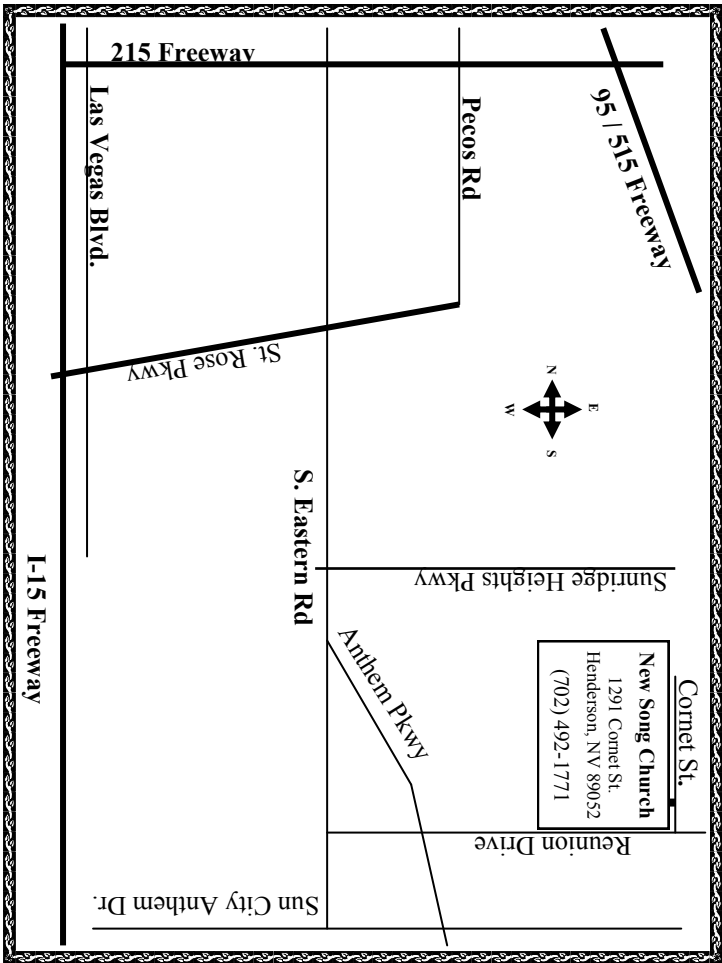 215 Freeway
95 / 515 Freeway
Pecos Rd
Las Vegas Blvd.
St. Rose Pkwy
N
W
E
S
S. Eastern Rd
I-15 Freeway
Sunridge Heights Pkwy
Anthem Pkwy
Cornet St.
New Song Church
1291 Cornet St.
Henderson, NV 89052
(702) 492-1771
Reunion Drive
Sun City Anthem Dr.